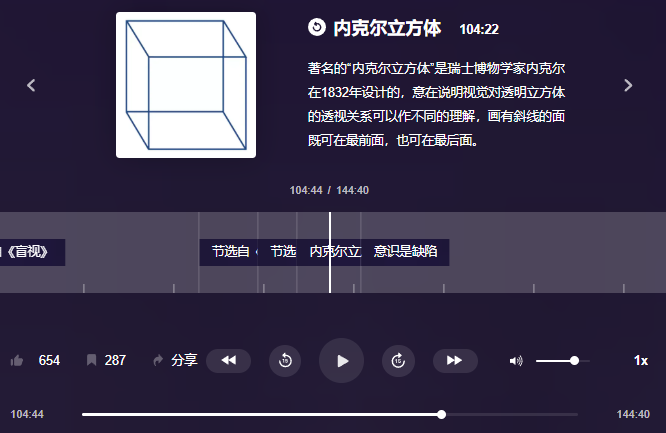 内克尔立方体 104:22
著名的“内克尔立方体”是瑞士博物学家内克尔
在1832年设计的，意在说明视觉对透明立方体
的透视关系可以作不同的理解，画有斜线的面
既可在最前面，也可在最后面。
104:44 / 144:40
《盲视》 节选自《 节选 内克尔立 意识是缺陷
654 287 分享 15 15 1x
104:44 144:40